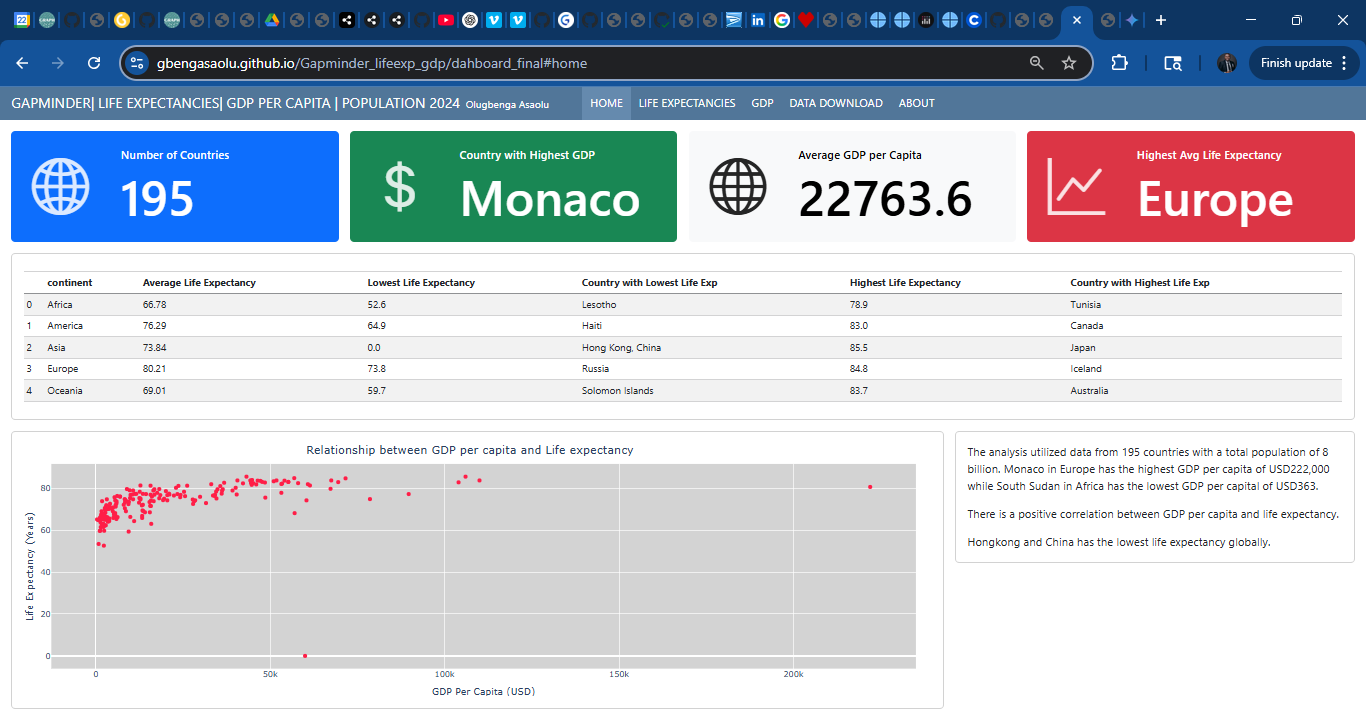 22
gbengasaolu.github.io/Gapminder_lifeexp_gdp/dahboard_final#home
Finish update
GAPMINDER| LIFE EXPECTANCIES| GDP PER CAPITA | POPULATION 2024 Olugbenga Asaolu
HOME LIFE EXPECTANCIES GDP DATA DOWNLOAD ABOUT
Number of Countries
195
Country with Highest GDP
$ Monaco
Average GDP per Capita
22763.6
Highest Avg Life Expectancy
Europe
continent Average Life Expectancy Lowest Life Expectancy Country with Lowest Life Exp Highest Life Expectancy Country with Highest Life Exp
0 Africa 66.78 52.6 Lesotho 78.9 Tunisia
1 America 76.29 64.9 Haiti 83.0 Canada
2 Asia 73.84 0.0 Hong Kong, China 85.5 Japan
3 Europe 80.21 73.8 Russia 84.8 Iceland
4 Oceania 69.01 59.7 Solomon Islands 83.7 Australia
Relationship between GDP per capita and Life expectancy
Life Expectancy (Years)
80
60
40
20
0
0 50k 100k 150k 200k
GDP Per Capita (USD)
The analysis utilized data from 195 countries with a total population of 8
billion. Monaco in Europe has the highest GDP per capita of USD222,000
while South Sudan in Africa has the lowest GDP per capital of USD363.
There is a positive correlation between GDP per capita and life expectancy.
Hongkong and China has the lowest life expectancy globally.